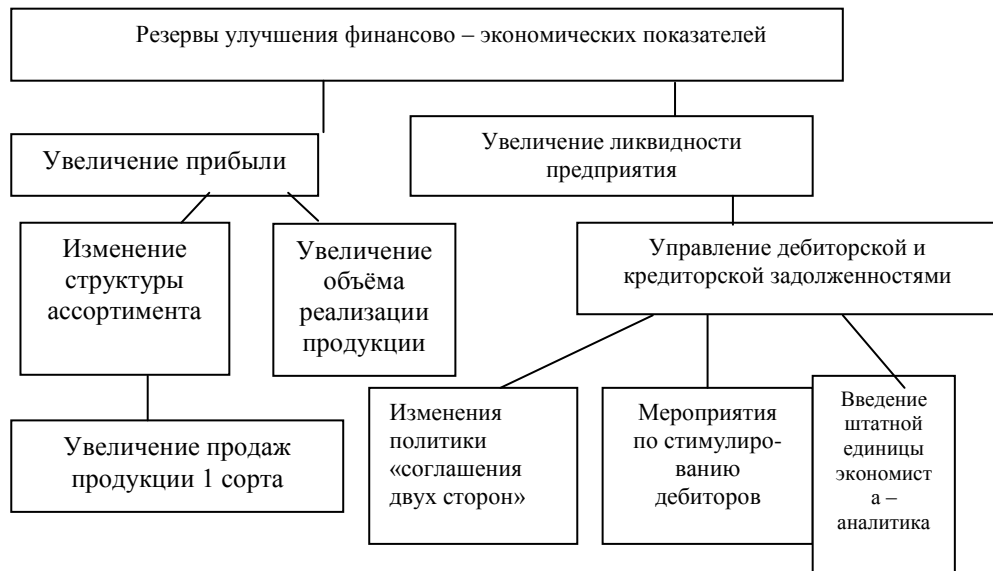 Резервы улучшения финансово – экономических показателей
Увеличение прибыли
Увеличение ликвидности
предприятия
Изменение
структуры
ассортимента
Увеличение
объёма
реализации
продукции
Управление дебиторской и
кредиторской задолженностями
Увеличение продаж
продукции 1 сорта
Изменения
политики
«соглашения
двух сторон»
Мероприятия
по стимулиро-
ванию
дебиторов
Введение
штатной
единицы
экономист
а –
аналитика